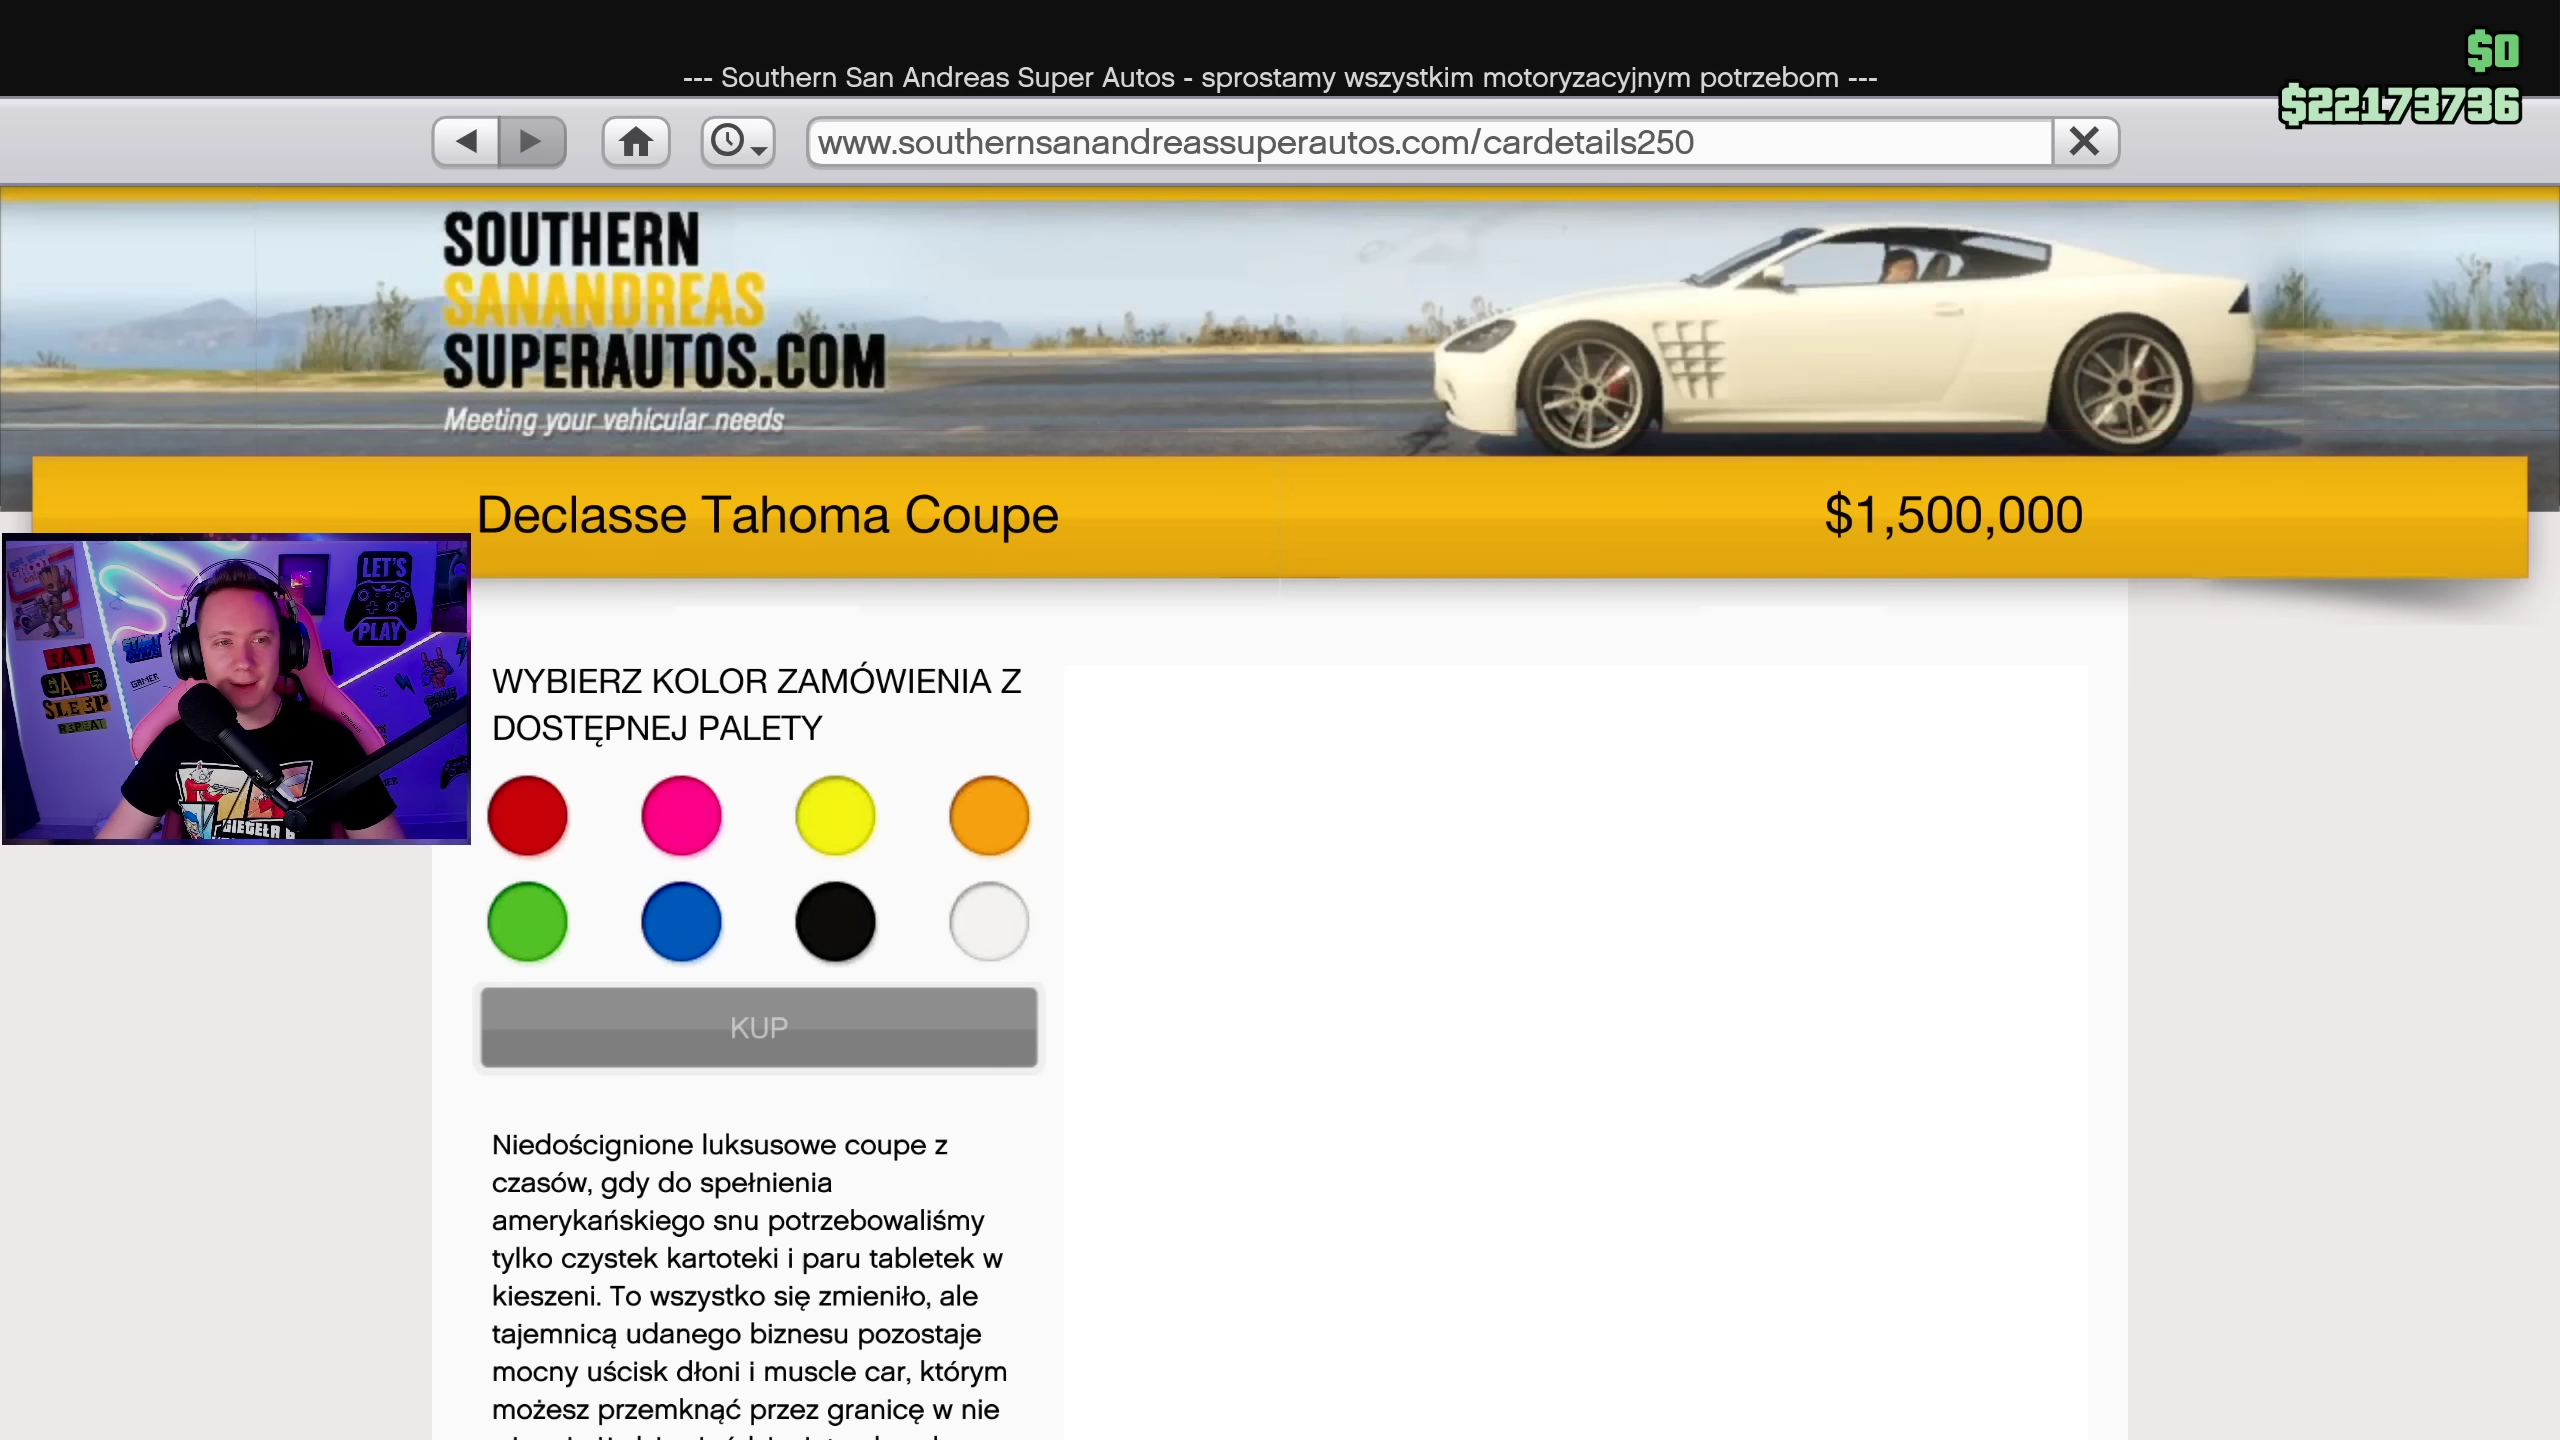 $0
--- Southern San Andreas Super Autos - sprostamy wszystkim motoryzacyjnym potrzebom ---
$22173736
www.southernsanandreassuperautos.com/cardetails250
SOUTHERN
SANANDREAS
SUPERAUTOS.COM
Meeting your vehicular needs
Declasse Tahoma Coupe
$1,500,000
LET'S
PLAY
EAT
GAME
SLEEP
REPEAT
GAMER
WYBIERZ KOLOR ZAMÓWIENIA Z
DOSTĘPNEJ PALETY
KUP
Niedoścignione luksusowe coupe z
czasów, gdy do spełnienia
amerykańskiego snu potrzebowaliśmy
tylko czystek kartoteki i paru tabletek w
kieszeni. To wszystko się zmieniło, ale
tajemnicą udanego biznesu pozostaje
mocny uścisk dłoni i muscle car, którym
możesz przemknąć przez granicę w nie